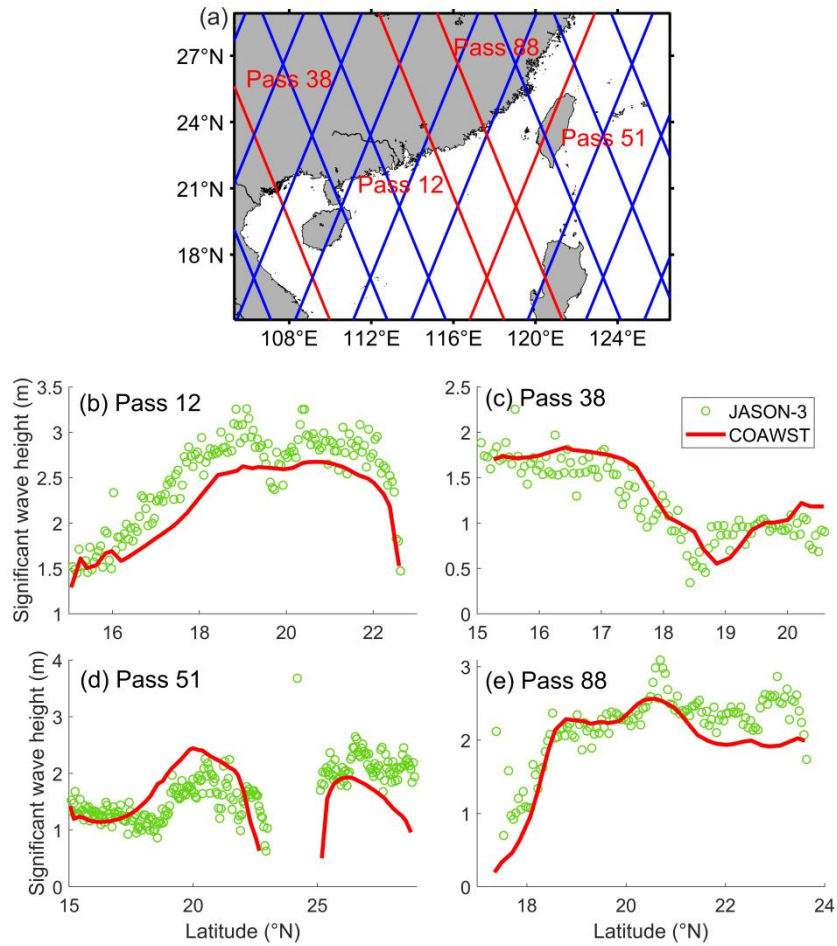 (a)
27°N
24°N
21°N
18°N
Pass 88
Pass 38
Pass 51
Pass 12
108°E 112°E 116°E 120°E 124°E
(b) Pass 12
Significant wave height (m)
3.5
3
2.5
2
1.5
1
16 18 20 22
(c) Pass 38
JASON-3
COAWST
2.5
2
1.5
1
0.5
0
15 16 17 18 19 20
(d) Pass 51
Significant wave height (m)
4
3
2
1
0
15 20 25
Latitude (°N)
(e) Pass 88
3
2
1
0
18 20 22 24
Latitude (°N)